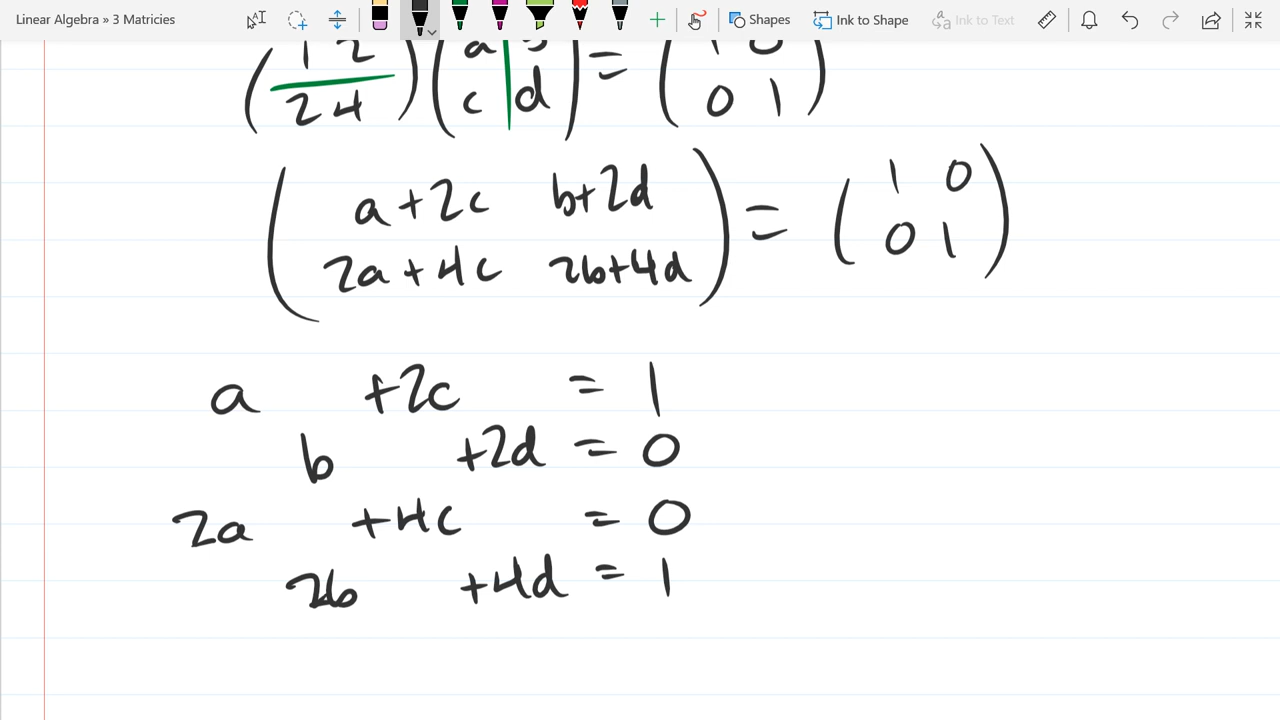 Linear Algebra » 3 Matricies Shapes Ink to Shape Ink to Text
( 1 2 ) ( a b ) = ( 1 0 )
( 2 4 ) ( c d ) = ( 0 1 )
( a+2c b+2d ) = ( 1 0 )
( 2a+4c 2b+4d ) = ( 0 1 )
a +2c = 1
b +2d = 0
2a +4c = 0
2b +4d = 1